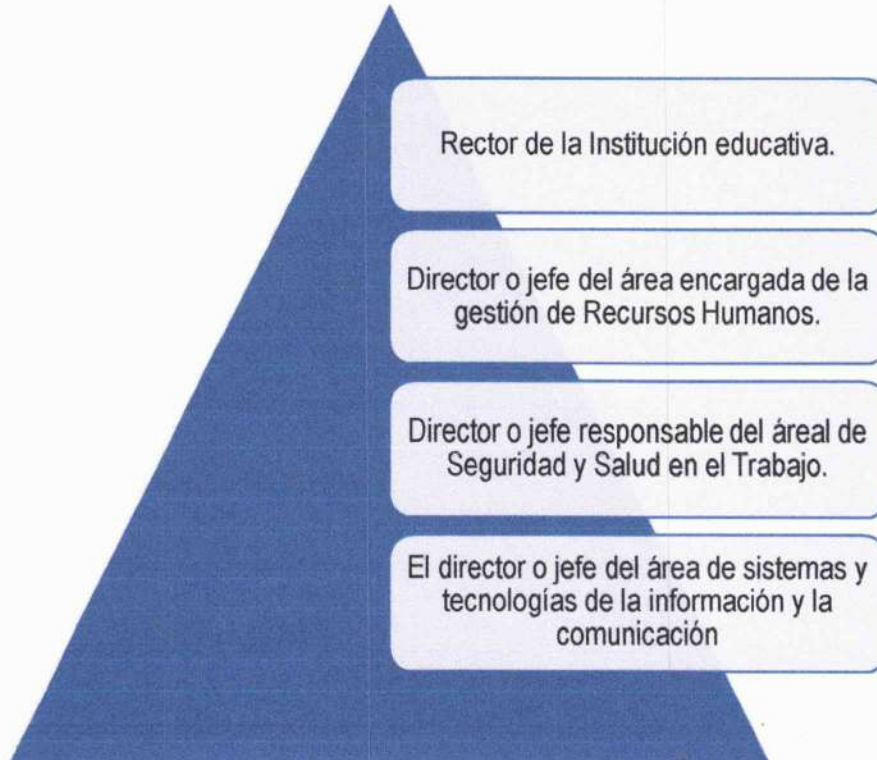 Rector de la Institución educativa.
Director o jefe del área encargada de la
gestión de Recursos Humanos.
Director o jefe responsable del áreal de
Seguridad y Salud en el Trabajo.
El director o jefe del área de sistemas y
tecnologías de la información y la
comunicación